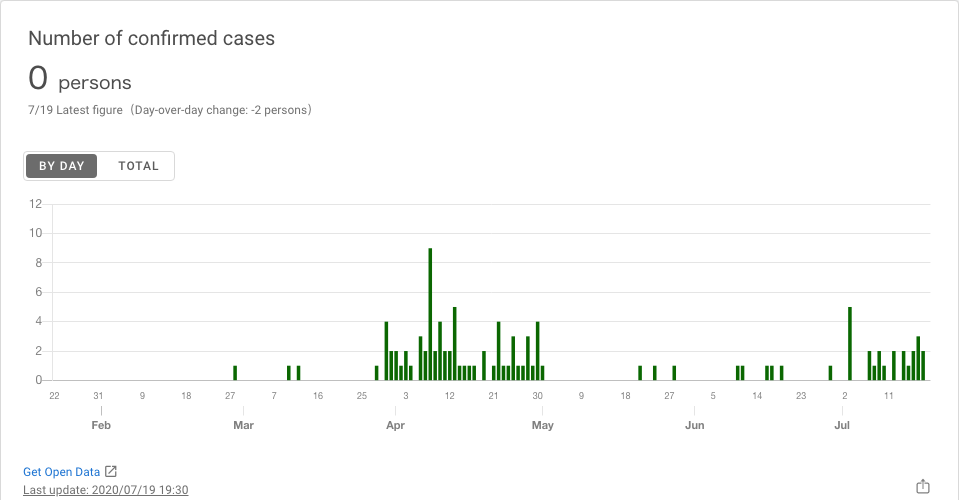 Number of confirmed cases
0 persons
7/19 Latest figure（Day-over-day change: -2 persons）
BY DAY TOTAL
12
10
8
6
4
2
0
22 31 9 18 27 7 16 25 3 12 21 30 9 18 27 5 14 23 2 11
Feb Mar Apr May Jun Jul
Get Open Data
Last update: 2020/07/19 19:30